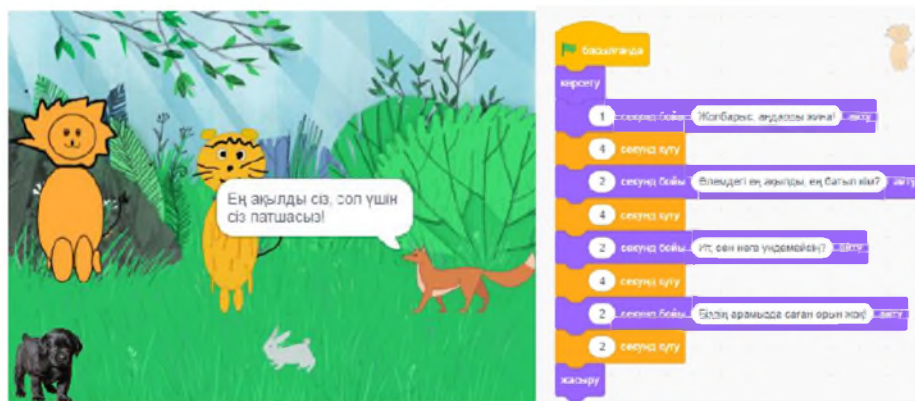 Ең ақылды сіз, сол үшін
сіз патшасыз!
басылғанда
көрсету
1 секунд бойы Жолбарыс, аңдарды жина! айту
4 секунд күту
2 секунд бойы Әлемдегі ең ақылды, ең батыл кім? айту
4 секунд күту
2 секунд бойы Ит, сен неге үндемейсің? айту
4 секунд күту
2 секунд бойы Біздің арамызда саған орын жоқ! айту
2 секунд күту
жасыру